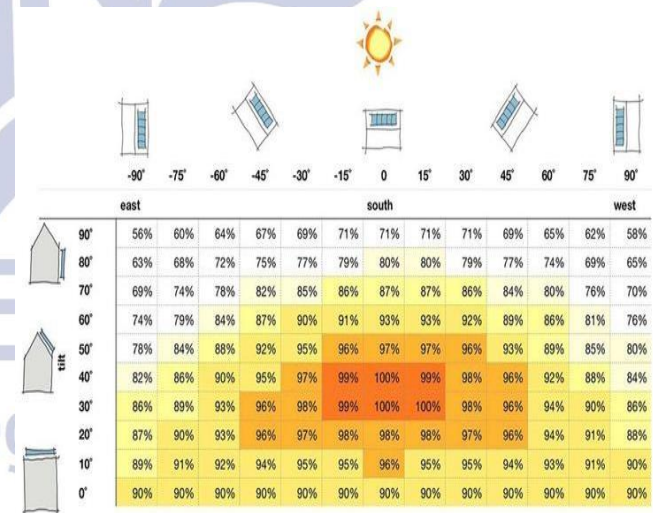 -90° -75° -60° -45° -30° -15° 0 15° 30° 45° 60° 75° 90°
east south west
90° 56% 60% 64% 67% 69% 71% 71% 71% 71% 69% 65% 62% 58%
80° 63% 68% 72% 75% 77% 79% 80% 80% 79% 77% 74% 69% 65%
70° 69% 74% 78% 82% 85% 86% 87% 87% 86% 84% 80% 76% 70%
60° 74% 79% 84% 87% 90% 91% 93% 93% 92% 89% 86% 81% 76%
50° 78% 84% 88% 92% 95% 96% 97% 97% 96% 93% 89% 85% 80%
tilt
40° 82% 86% 90% 95% 97% 99% 100% 99% 98% 96% 92% 88% 84%
30° 86% 89% 93% 96% 98% 99% 100% 100% 98% 96% 94% 90% 86%
20° 87% 90% 93% 96% 97% 98% 98% 98% 97% 96% 94% 91% 88%
10° 89% 91% 92% 94% 95% 95% 96% 95% 95% 94% 93% 91% 90%
0° 90% 90% 90% 90% 90% 90% 90% 90% 90% 90% 90% 90% 90%